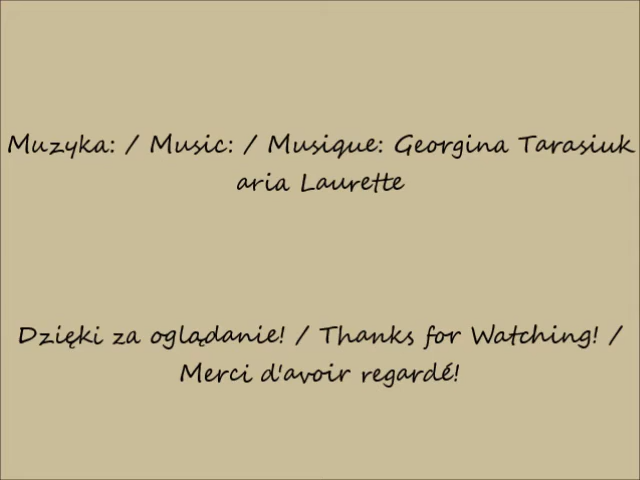 Muzyka: / Music: / Musique: Georgina Tarasiuk
aria Laurette
Dzięki za oglądanie! / Thanks for Watching! /
Merci d'avoir regardé!